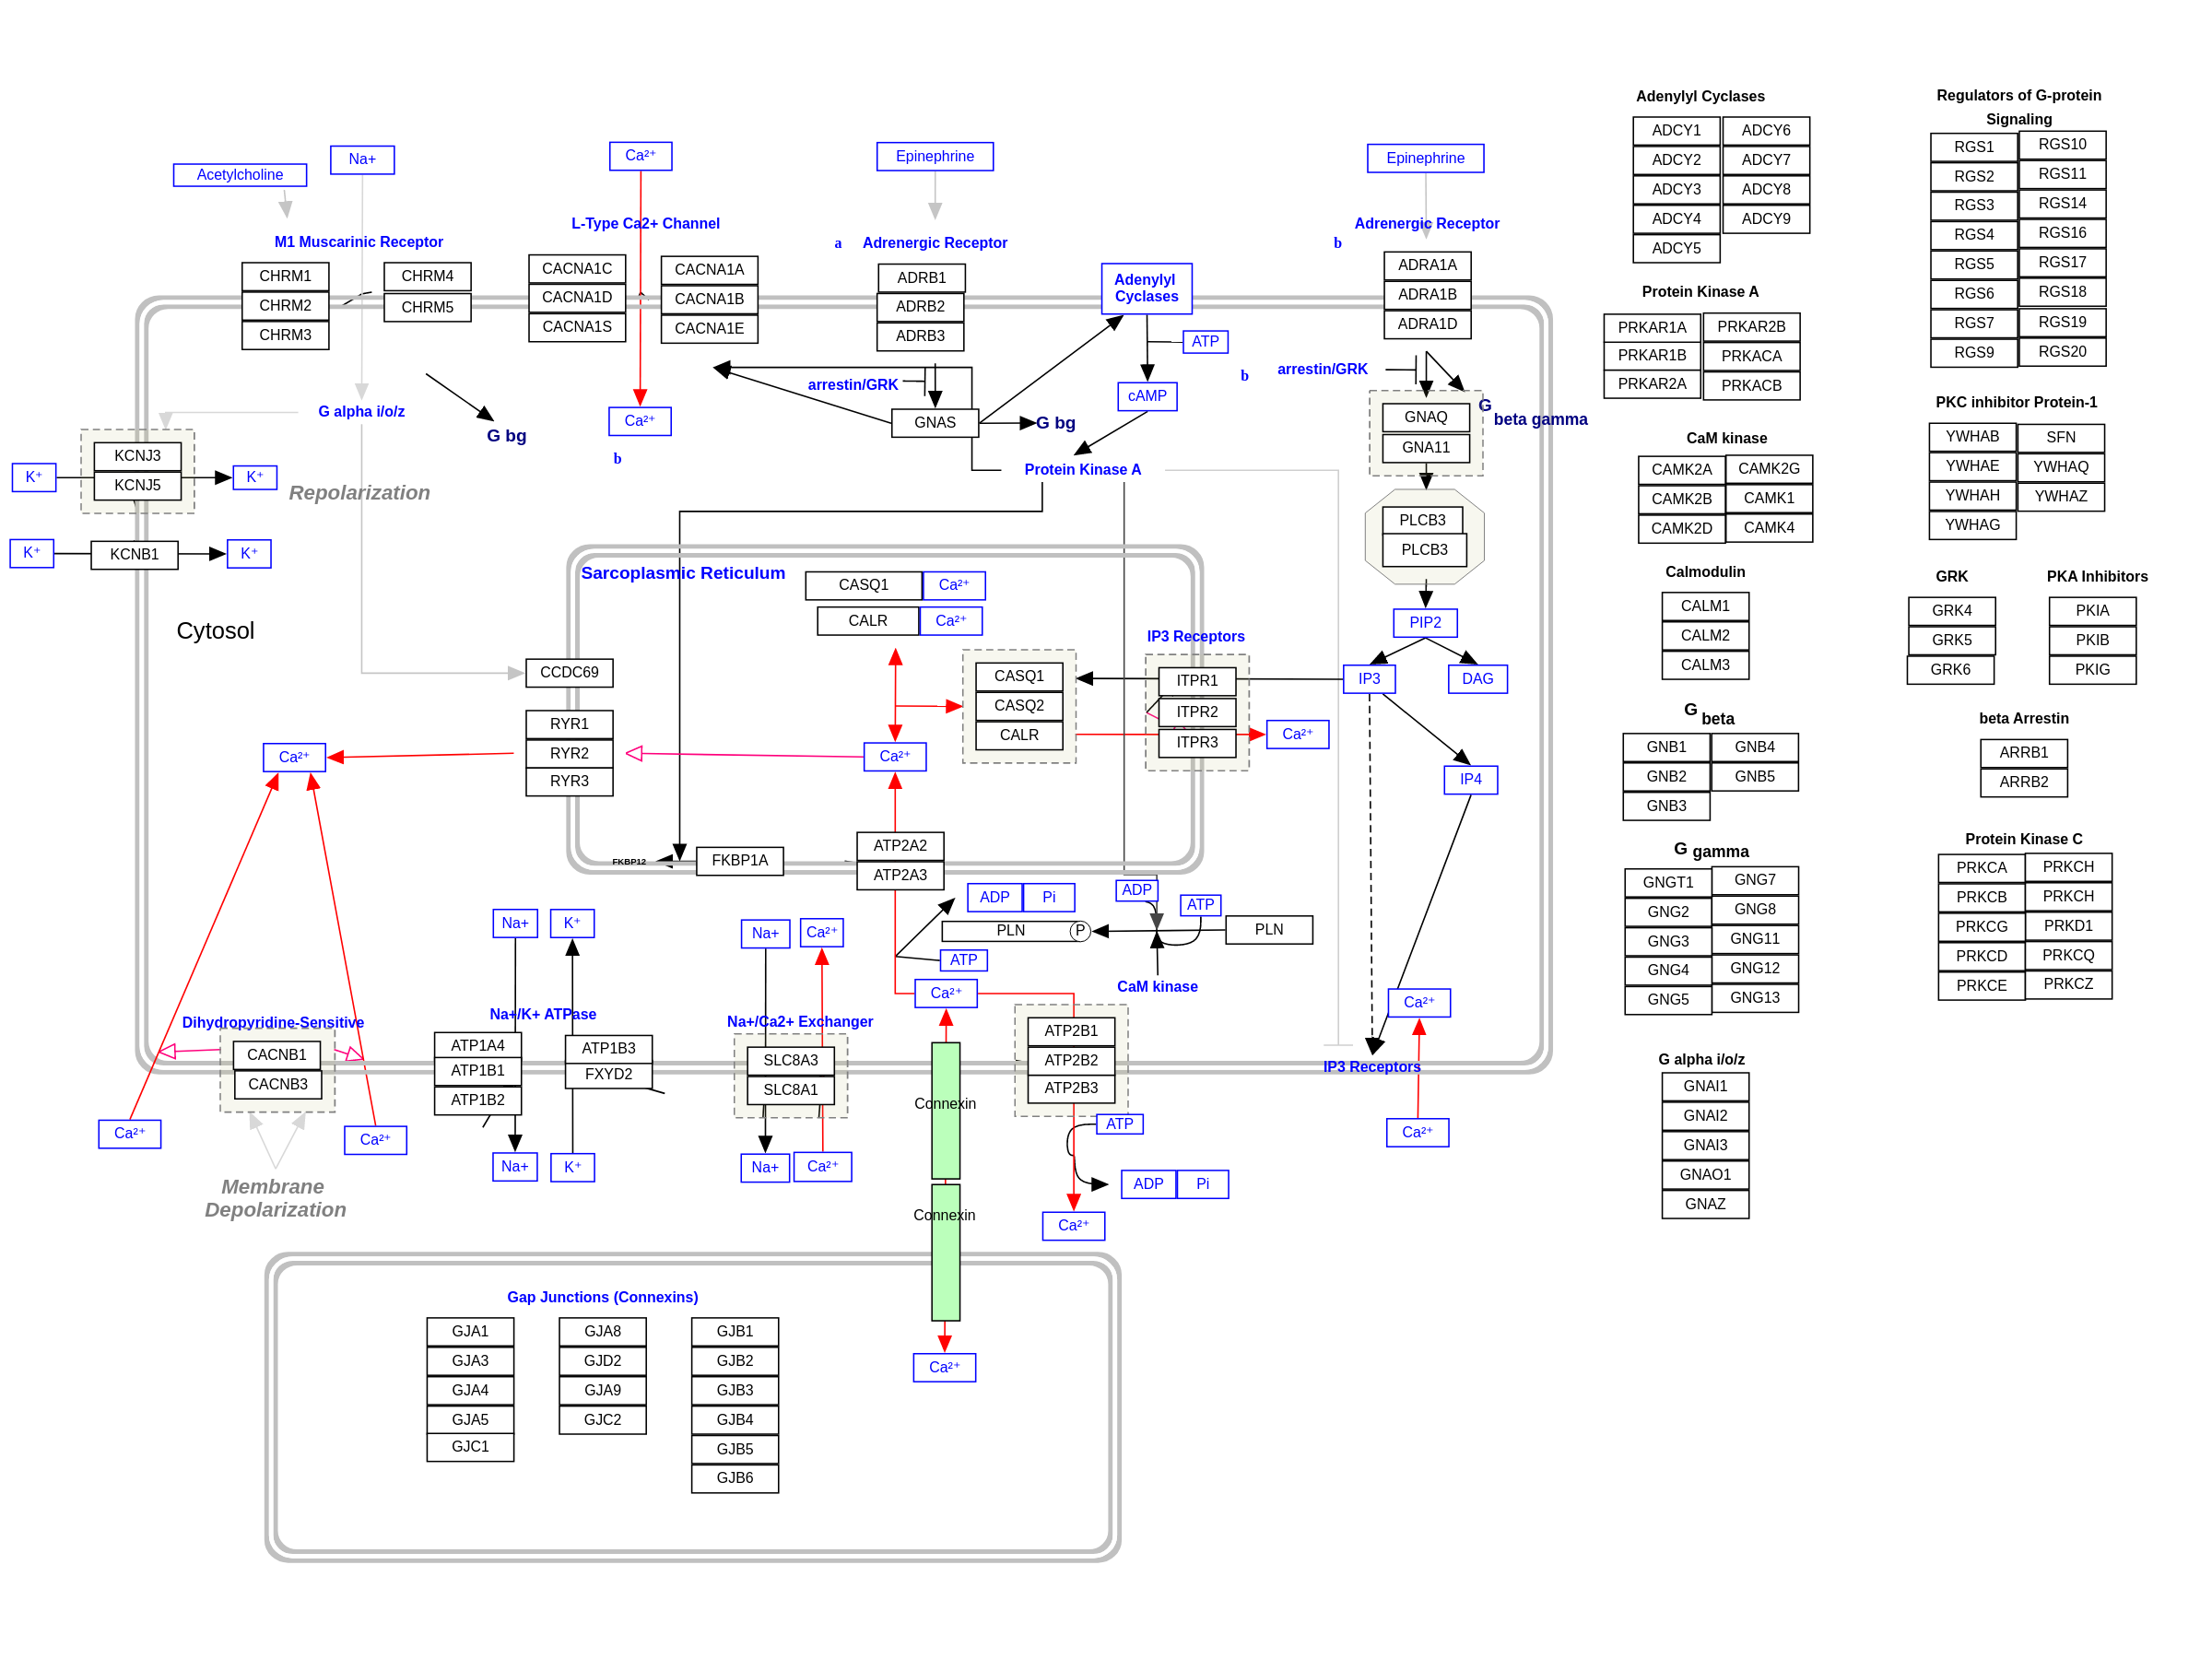 Acetylcholine
Na+
Ca²⁺
Epinephrine
Epinephrine
M1 Muscarinic Receptor
L-Type Ca2+ Channel
a
Adrenergic Receptor
b
Adrenergic Receptor
CHRM1
CHRM2
CHRM3
CHRM4
CHRM5
CACNA1C
CACNA1D
CACNA1S
CACNA1A
CACNA1B
CACNA1E
ADRB1
ADRB2
ADRB3
Adenylyl
Cyclases
ATP
cAMP
ADRA1A
ADRA1B
ADRA1D
arrestin/GRK
b
arrestin/GRK
G alpha i/o/z
G bg
Ca²⁺
b
GNAS
G bg
Protein Kinase A
GNAQ
GNA11
G
beta gamma
KCNJ3
KCNJ5
K⁺
K⁺
Repolarization
K⁺
KCNB1
K⁺
PLCB3
PLCB3
PIP2
IP3
DAG
IP4
Cytosol
Sarcoplasmic Reticulum
CASQ1
Ca²⁺
CALR
Ca²⁺
CCDC69
RYR1
RYR2
RYR3
CASQ1
CASQ2
CALR
IP3 Receptors
ITPR1
ITPR2
ITPR3
Ca²⁺
Ca²⁺
Ca²⁺
FKBP12
FKBP1A
ATP2A2
ATP2A3
ADP
Pi
PLN
P
ATP
ADP
ATP
PLN
CaM kinase
Na+
K⁺
Na+
Ca²⁺
Ca²⁺
Ca²⁺
Dihydropyridine-Sensitive
CACNB1
CACNB3
Na+/K+ ATPase
ATP1A4
ATP1B1
ATP1B2
ATP1B3
FXYD2
Na+/Ca2+ Exchanger
SLC8A3
SLC8A1
ATP2B1
ATP2B2
ATP2B3
IP3 Receptors
Connexin
Connexin
ATP
ADP
Pi
Ca²⁺
Ca²⁺
Ca²⁺
Ca²⁺
Na+
K⁺
Na+
Ca²⁺
Membrane
Depolarization
Gap Junctions (Connexins)
GJA1
GJA3
GJA4
GJA5
GJC1
GJA8
GJD2
GJA9
GJC2
GJB1
GJB2
GJB3
GJB4
GJB5
GJB6
Ca²⁺
Adenylyl Cyclases
ADCY1
ADCY2
ADCY3
ADCY4
ADCY5
ADCY6
ADCY7
ADCY8
ADCY9
Protein Kinase A
PRKAR1A
PRKAR1B
PRKAR2A
PRKAR2B
PRKACA
PRKACB
CaM kinase
CAMK2A
CAMK2B
CAMK2D
CAMK2G
CAMK1
CAMK4
Calmodulin
CALM1
CALM2
CALM3
G
beta
GNB1
GNB2
GNB3
GNB4
GNB5
G
gamma
GNGT1
GNG2
GNG3
GNG4
GNG5
GNG7
GNG8
GNG11
GNG12
GNG13
G alpha i/o/z
GNAI1
GNAI2
GNAI3
GNAO1
GNAZ
Regulators of G-protein
Signaling
RGS1
RGS2
RGS3
RGS4
RGS5
RGS6
RGS7
RGS9
RGS10
RGS11
RGS14
RGS16
RGS17
RGS18
RGS19
RGS20
PKC inhibitor Protein-1
YWHAB
YWHAE
YWHAH
YWHAG
SFN
YWHAQ
YWHAZ
GRK
GRK4
GRK5
GRK6
PKA Inhibitors
PKIA
PKIB
PKIG
beta Arrestin
ARRB1
ARRB2
Protein Kinase C
PRKCA
PRKCB
PRKCG
PRKCD
PRKCE
PRKCH
PRKCH
PRKD1
PRKCQ
PRKCZ